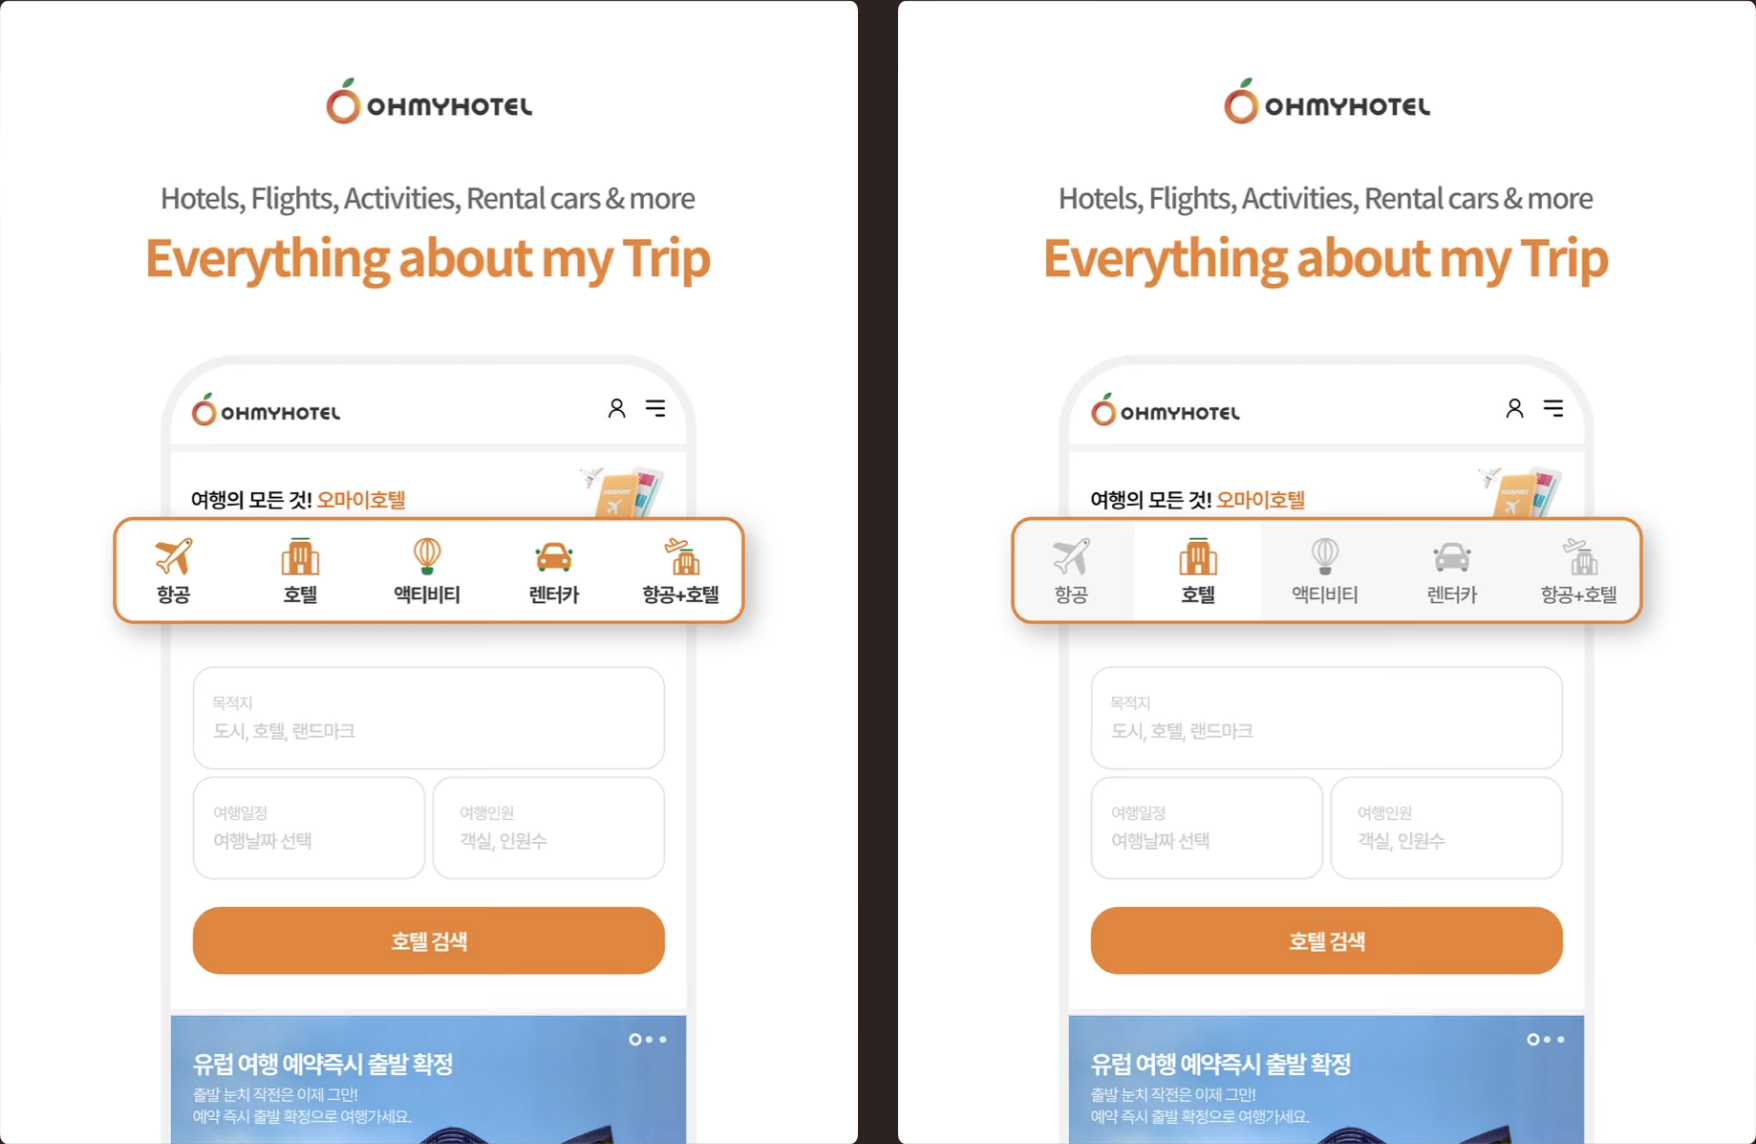 OHMYHOTEL
Hotels, Flights, Activities, Rental cars & more
Everything about my Trip
OHMYHOTEL
여행의 모든 것! 오마이호텔
PASSPORT
항공 호텔 액티비티 렌터카 항공+호텔
목적지
도시, 호텔, 랜드마크
여행일정 여행인원
여행날짜 선택 객실, 인원수
호텔 검색
유럽 여행 예약즉시 출발 확정
출발 눈치 작전은 이제 그만!
예약 즉시 출발 확정으로 여행가세요.
OHMYHOTEL
Hotels, Flights, Activities, Rental cars & more
Everything about my Trip
OHMYHOTEL
여행의 모든 것! 오마이호텔
PASSPORT
항공 호텔 액티비티 렌터카 항공+호텔
목적지
도시, 호텔, 랜드마크
여행일정 여행인원
여행날짜 선택 객실, 인원수
호텔 검색
유럽 여행 예약즉시 출발 확정
출발 눈치 작전은 이제 그만!
예약 즉시 출발 확정으로 여행가세요.